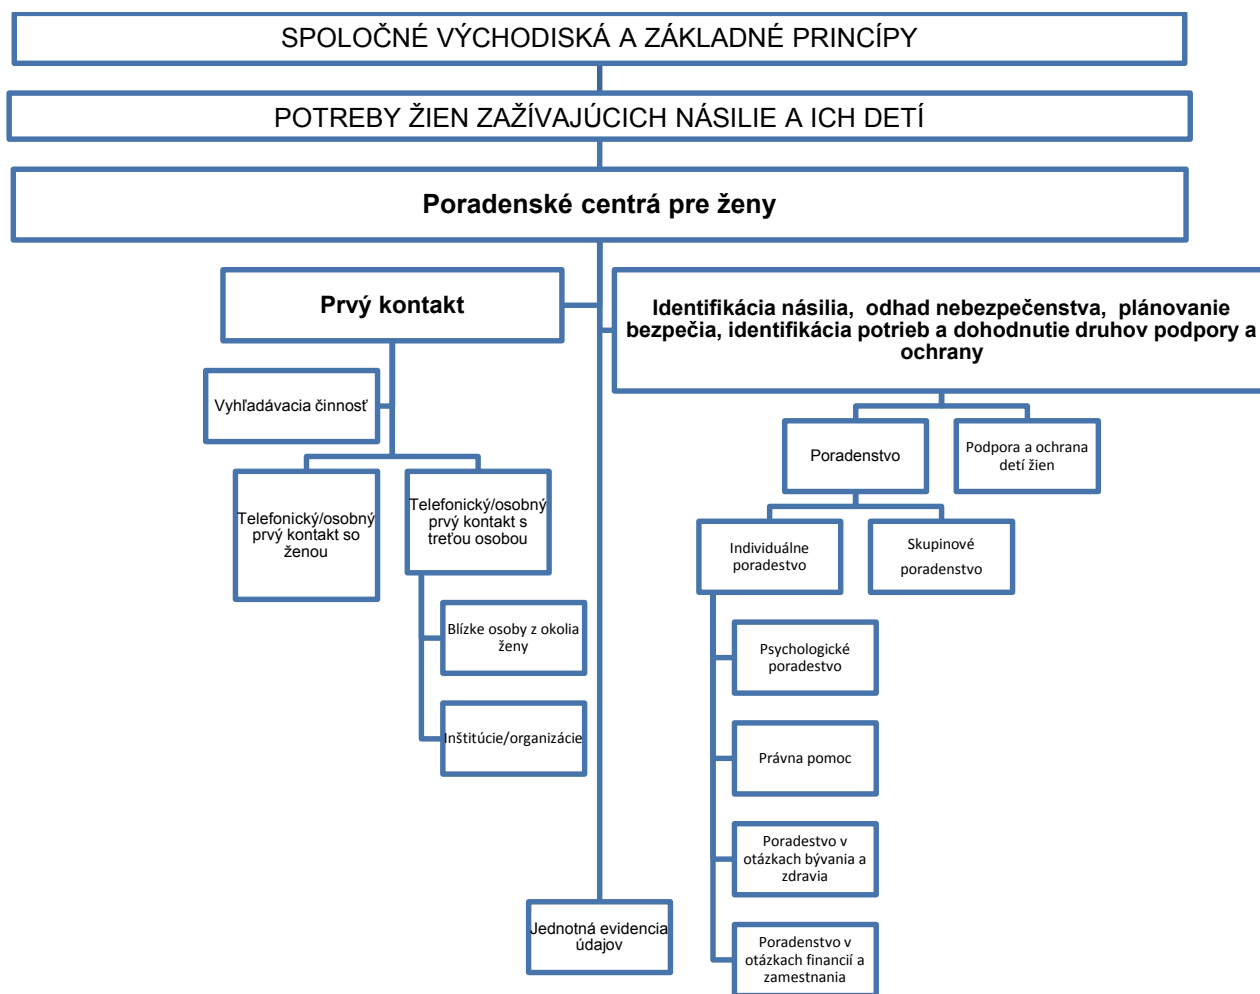 SPOLOČNÉ VÝCHODISKÁ A ZÁKLADNÉ PRINCÍPY
POTREBY ŽIEN ZAŽÍVAJÚCICH NÁSILIE A ICH DETÍ
Poradenské centrá pre ženy
Prvý kontakt
Identifikácia násilia, odhad nebezpečenstva, plánovanie
bezpečia, identifikácia potrieb a dohodnutie druhov podpory a
ochrany
Vyhľadávacia činnosť
Telefonický/osobný
prvý kontakt so
ženou
Telefonický/osobný
prvý kontakt s
treťou osobou
Blízke osoby z okolia
ženy
Inštitúcie/organizácie
Poradenstvo
Podpora a ochrana
detí žien
Individuálne
poradestvo
Skupinové
poradenstvo
Psychologické
poradestvo
Právna pomoc
Poradestvo v
otázkach bývania a
zdravia
Poradenstvo v
otázkach financií a
zamestnania
Jednotná evidencia
údajov